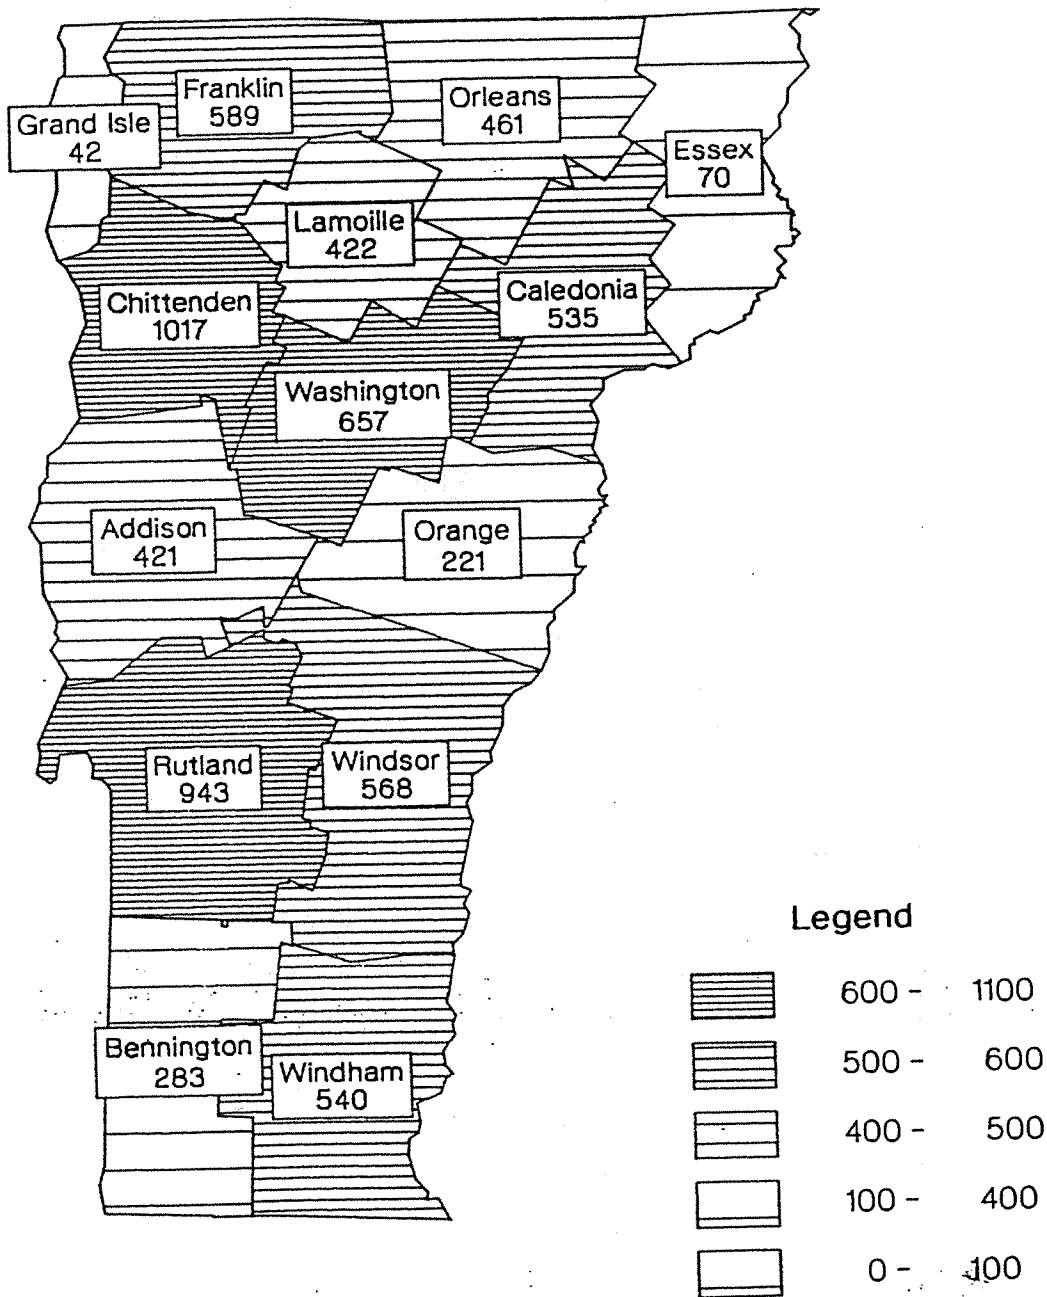 Franklin
589
Orleans
461
Grand Isle
42
Essex
70
Lamoille
422
Chittenden
1017
Caledonia
535
Washington
657
Addison
421
Orange
221
Rutland
943
Windsor
568
Bennington
283
Windham
540
Legend
600 - 1100
500 - 600
400 - 500
100 - 400
0 - 100